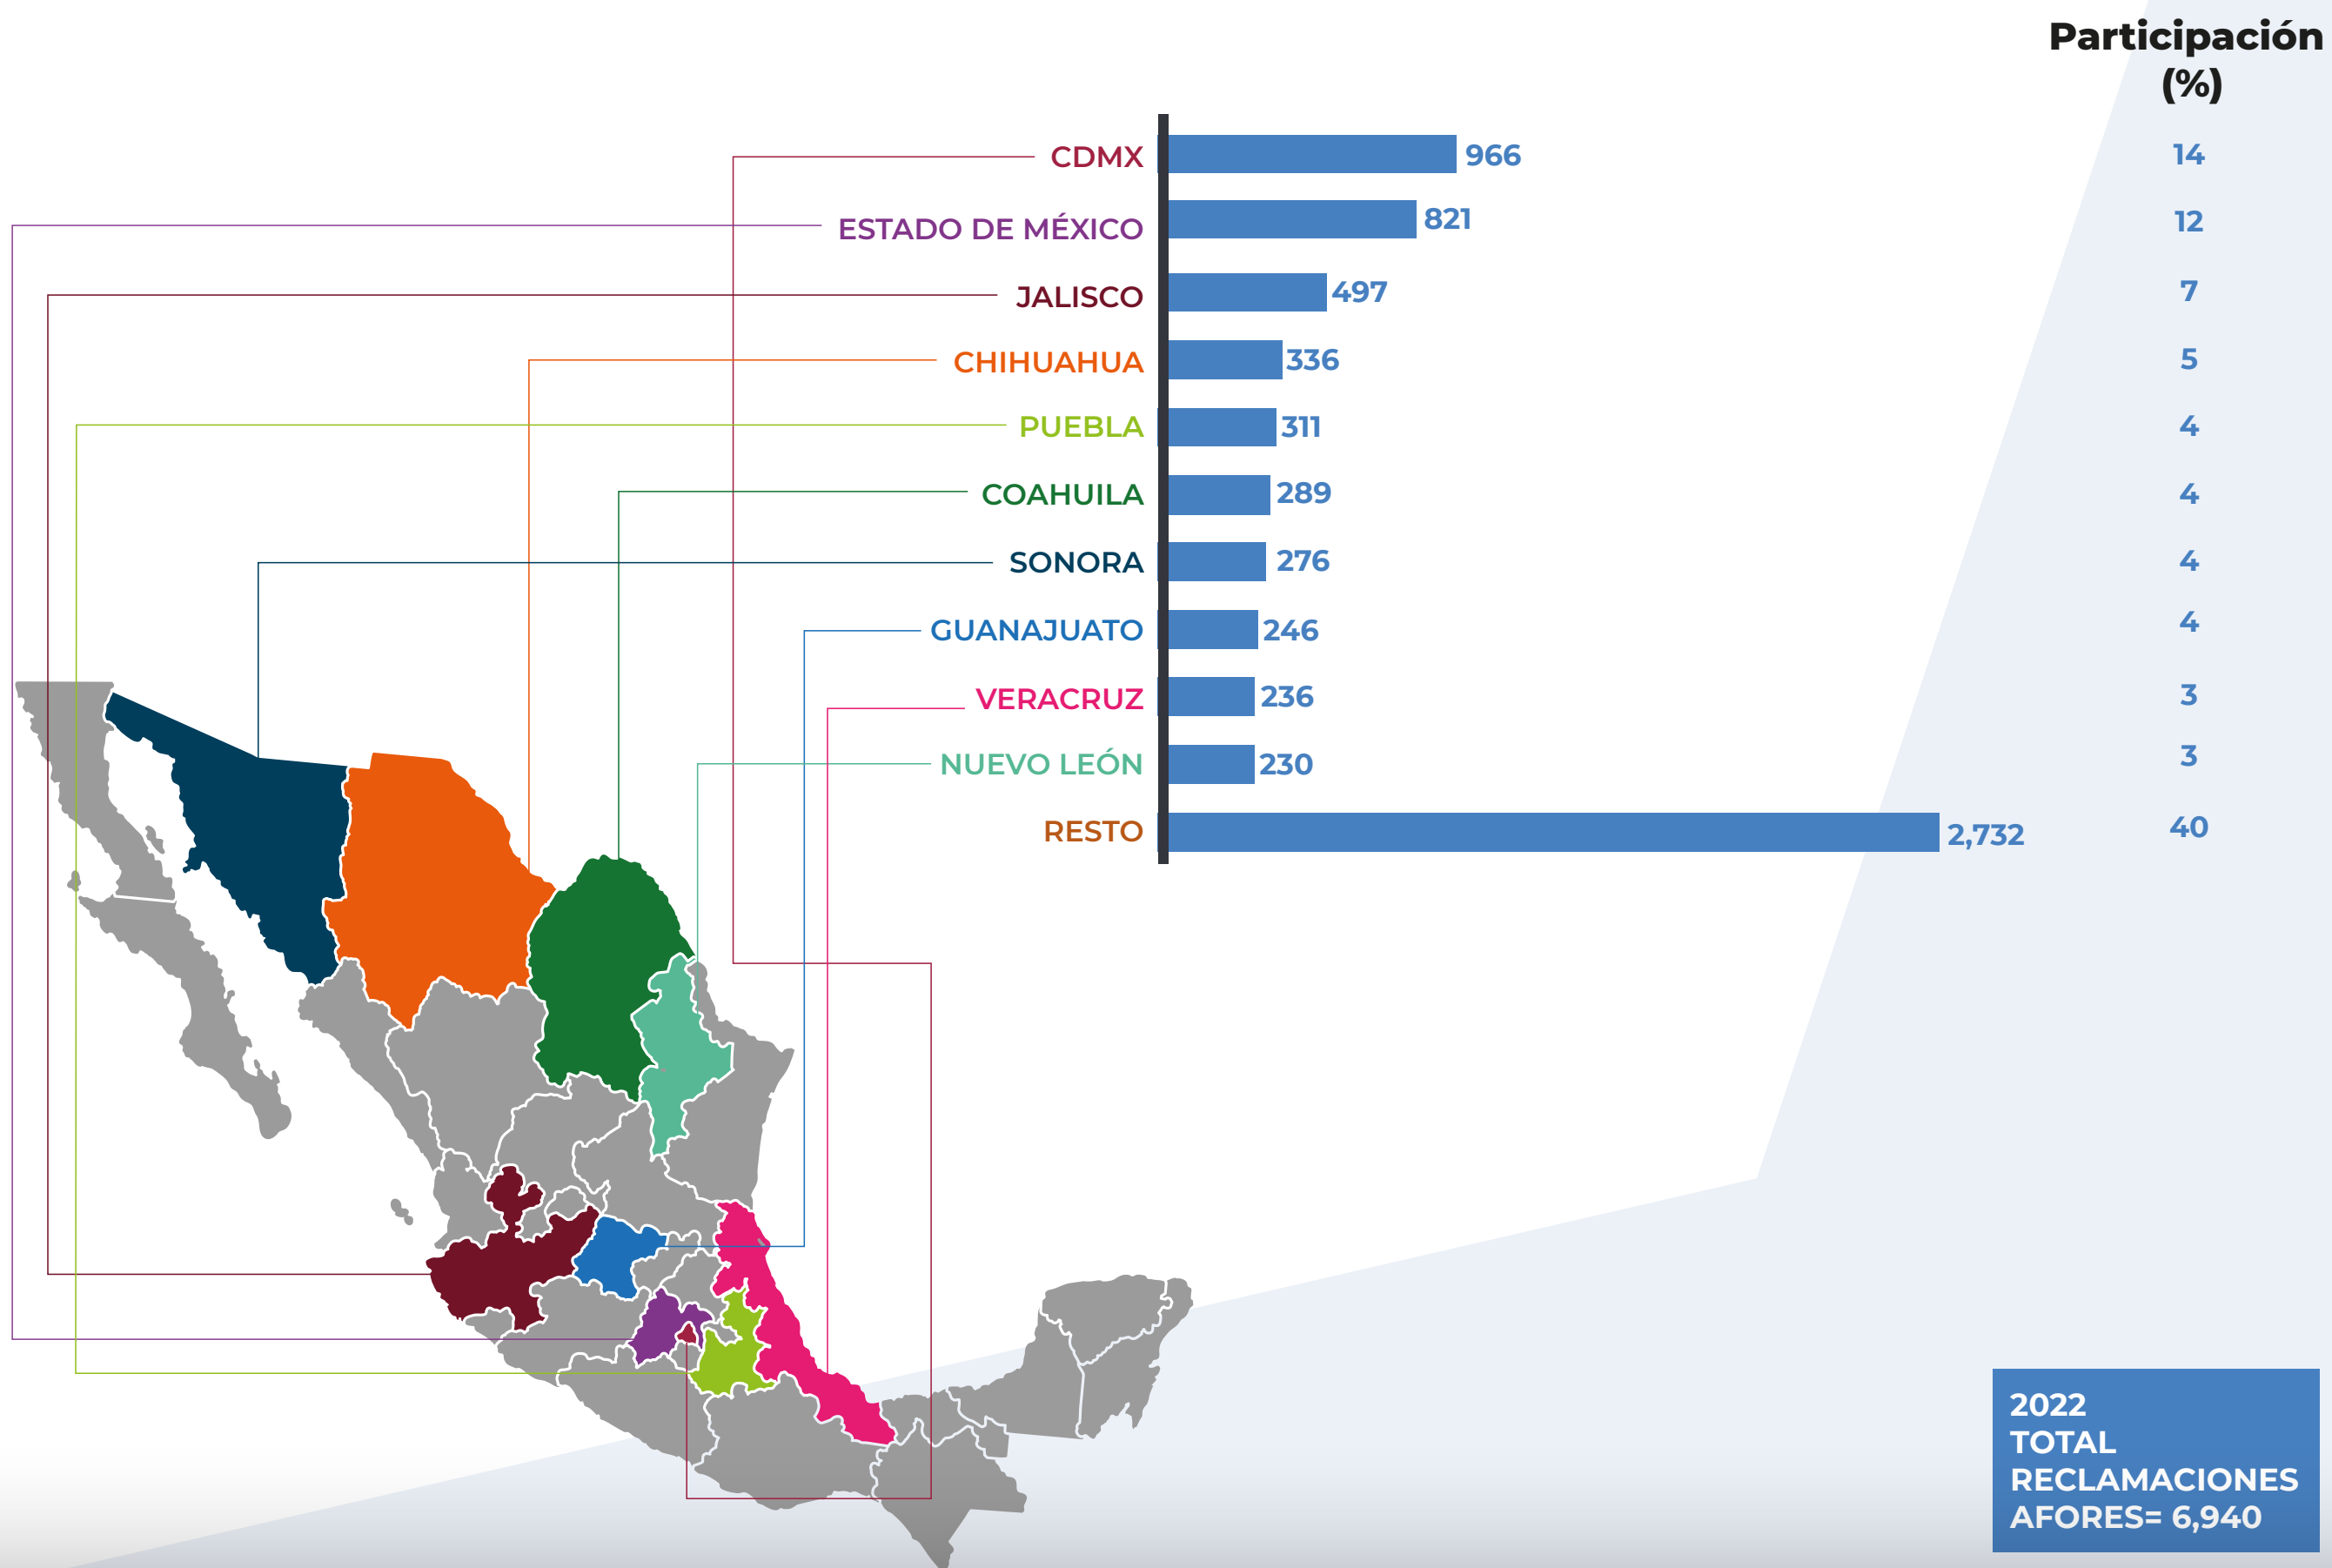 Participación
(%)
CDMX 966 14
ESTADO DE MÉXICO 821 12
JALISCO 497 7
CHIHUAHUA 336 5
PUEBLA 311 4
COAHUILA 289 4
SONORA 276 4
GUANAJUATO 246 4
VERACRUZ 236 3
NUEVO LEÓN 230 3
RESTO 2,732 40
2022
TOTAL
RECLAMACIONES
AFORES= 6,940